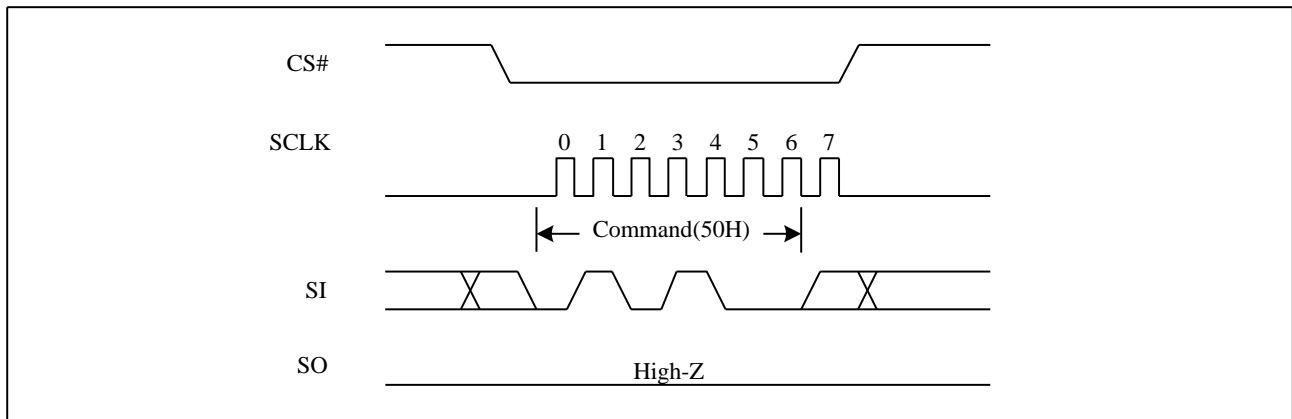 CS#
SCLK
0 1 2 3 4 5 6 7
Command(50H)
SI
SO
High-Z